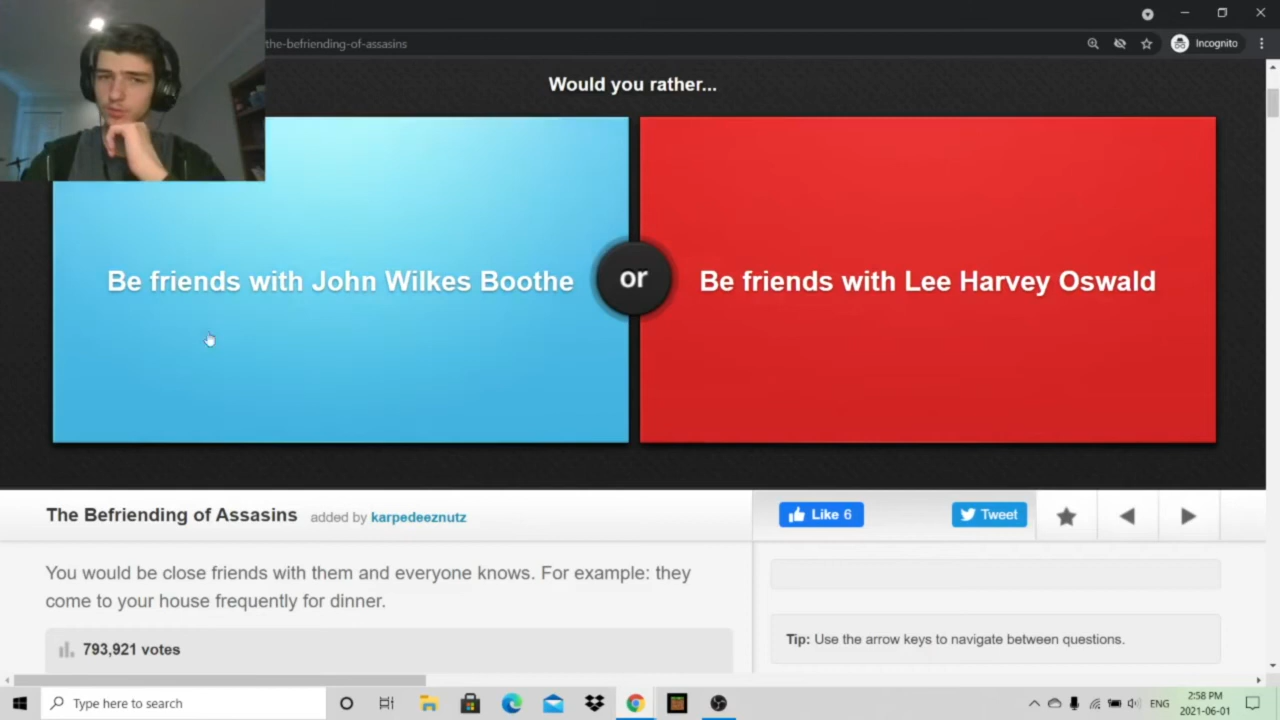 the-befriending-of-assasins
Incognito
Would you rather...
Be friends with John Wilkes Boothe
or
Be friends with Lee Harvey Oswald
The Befriending of Assasins added by karpedeeznutz
Like 6
Tweet
You would be close friends with them and everyone knows. For example: they
come to your house frequently for dinner.
793,921 votes
Tip: Use the arrow keys to navigate between questions.
Type here to search
ENG
2:58 PM
2021-06-01